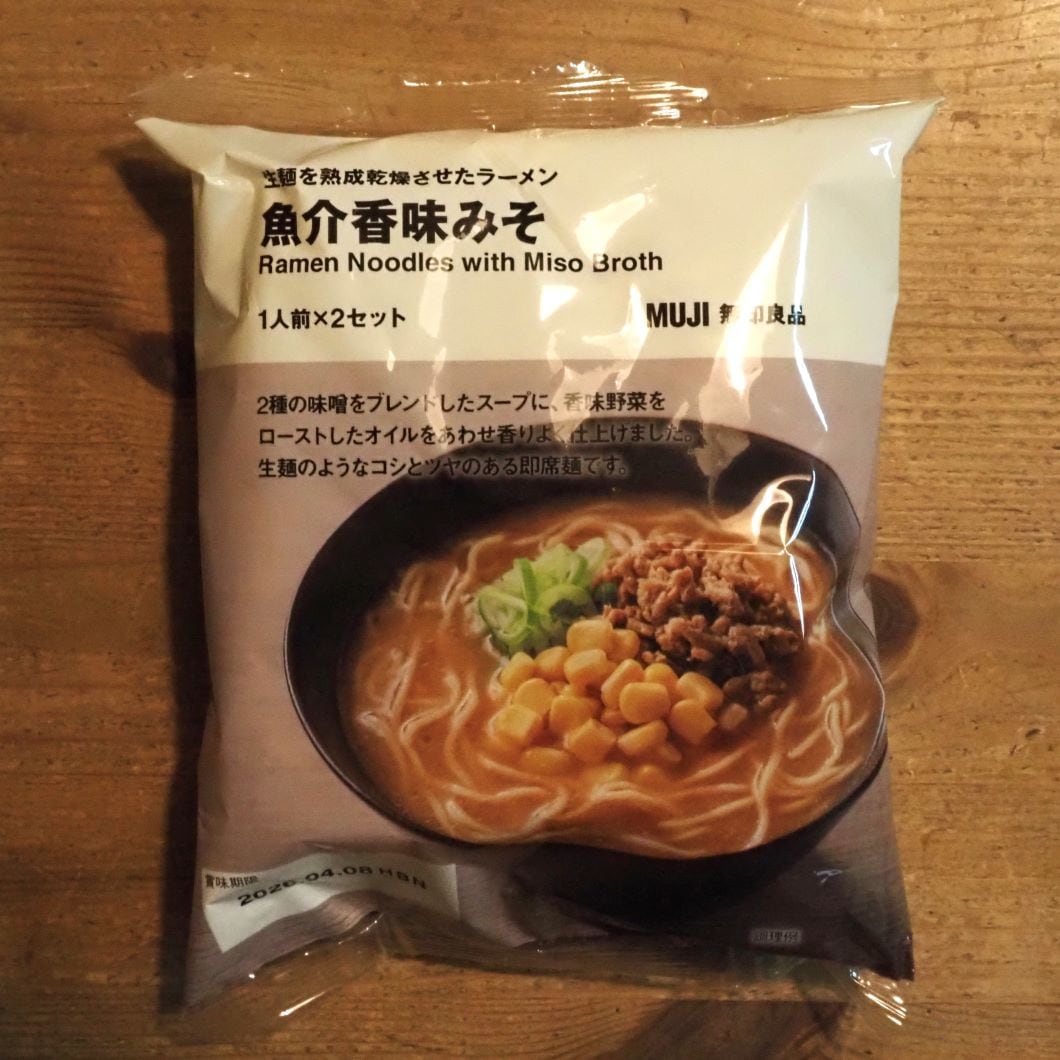 生麺を熟成乾燥させたラーメン
魚介香味みそ
Ramen Noodles with Miso Broth
1人前×2セット
MUJI 無印良品
2種の味噌をブレンドしたスープに、香味野菜を
ローストしたオイルをあわせ香りよく仕上げました。
生麺のようなコシとツヤのある即席麺です。
賞味期限
2026.04.08 HBN
調理例